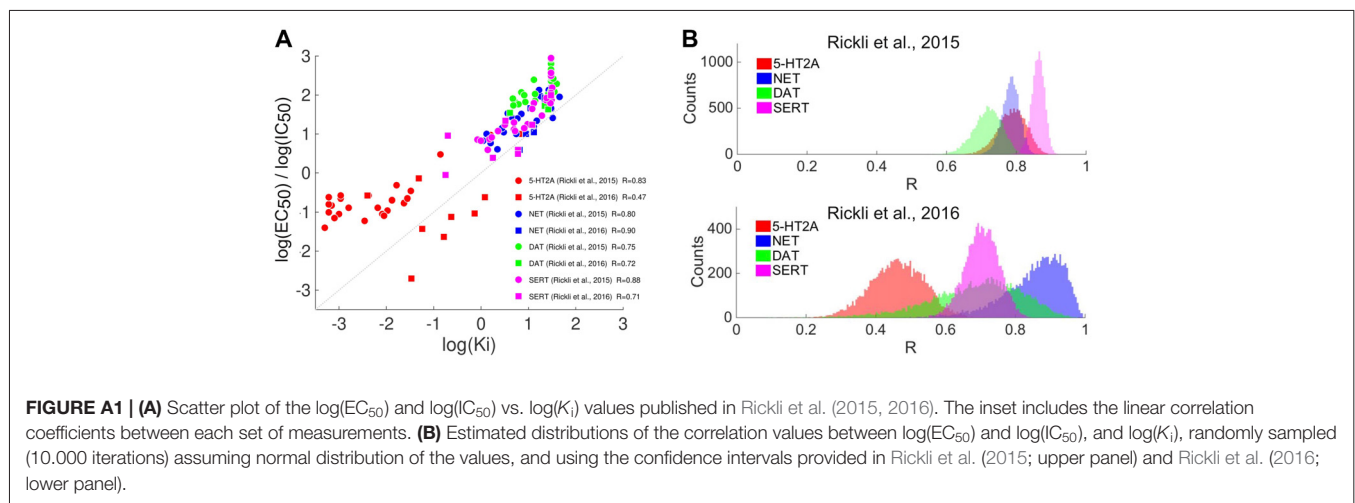 A
log(EC50) / log(IC50)
3
2
1
0
-1
-2
-3
-3
-2
-1
0
1
2
3
log(Ki)
5-HT2A (Rickli et al., 2015) R=0.83
5-HT2A (Rickli et al., 2016) R=0.47
NET (Rickli et al., 2015) R=0.80
NET (Rickli et al., 2016) R=0.90
DAT (Rickli et al., 2015) R=0.75
DAT (Rickli et al., 2016) R=0.72
SERT (Rickli et al., 2015) R=0.88
SERT (Rickli et al., 2016) R=0.71
B
Rickli et al., 2015
5-HT2A
NET
DAT
SERT
Counts
1000
500
0
0
0.2
0.4
0.6
0.8
1
R
Rickli et al., 2016
5-HT2A
NET
DAT
SERT
Counts
400
200
0
0
0.2
0.4
0.6
0.8
1
R
FIGURE A1 | (A) Scatter plot of the log(EC50) and log(IC50) vs. log(Ki) values published in Rickli et al. (2015, 2016). The inset includes the linear correlation
coefficients between each set of measurements. (B) Estimated distributions of the correlation values between log(EC50) and log(IC50), and log(Ki), randomly sampled
(10.000 iterations) assuming normal distribution of the values, and using the confidence intervals provided in Rickli et al. (2015; upper panel) and Rickli et al. (2016;
lower panel).